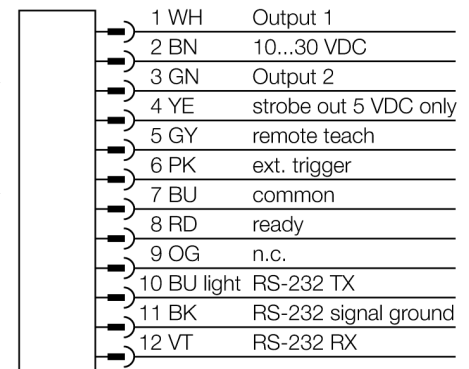 1 WH Output 1
2 BN 10...30 VDC
3 GN Output 2
4 YE strobe out 5 VDC only
5 GY remote teach
6 PK ext. trigger
7 BU common
8 RD ready
9 OG n.c.
10 BU light RS-232 TX
11 BK RS-232 signal ground
12 VT RS-232 RX